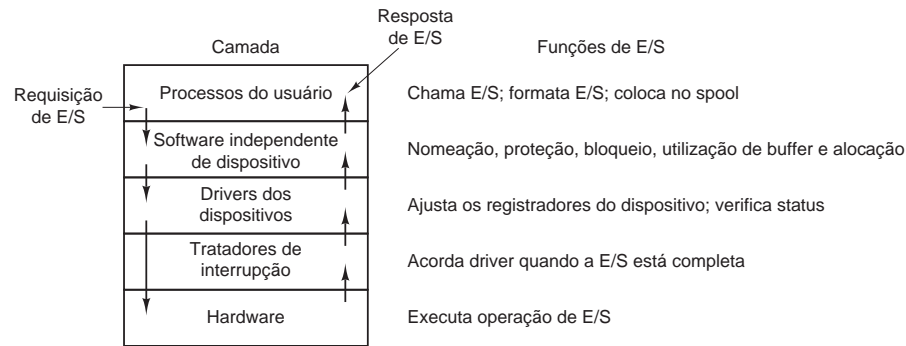 Resposta
de E/S
Camada
Funções de E/S
Requisição
de E/S
Processos do usuário
Chama E/S; formata E/S; coloca no spool
Software independente
de dispositivo
Nomeação, proteção, bloqueio, utilização de buffer e alocação
Drivers dos
dispositivos
Ajusta os registradores do dispositivo; verifica status
Tratadores de
interrupção
Acorda driver quando a E/S está completa
Hardware
Executa operação de E/S